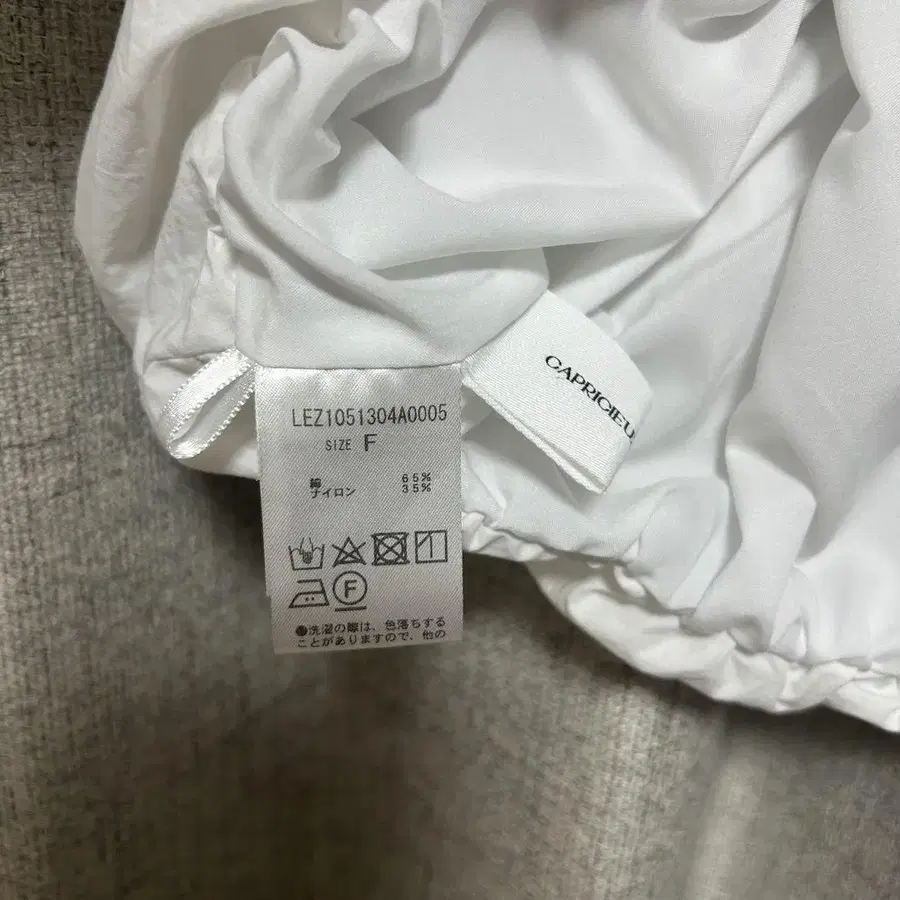 LEZ1051304A0005
SIZE F
綿 65%
ナイロン 35%
F
●洗濯の際は、色落ちする
ことがありますので、他の
CAPRICIEU